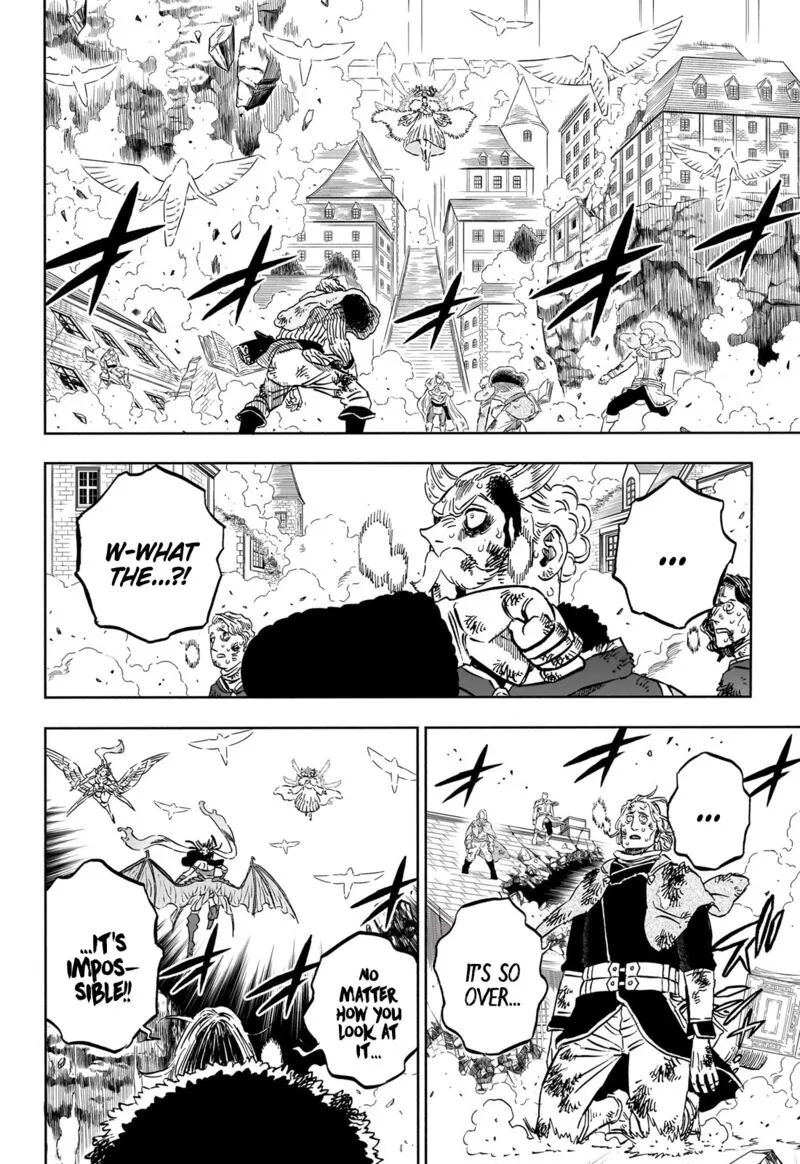 ...
W-WHAT
THE...?!
...
IT'S SO
OVER...
NO
MATTER
HOW YOU
LOOK AT
IT...
...IT'S
IMPOS-
SIBLE!!